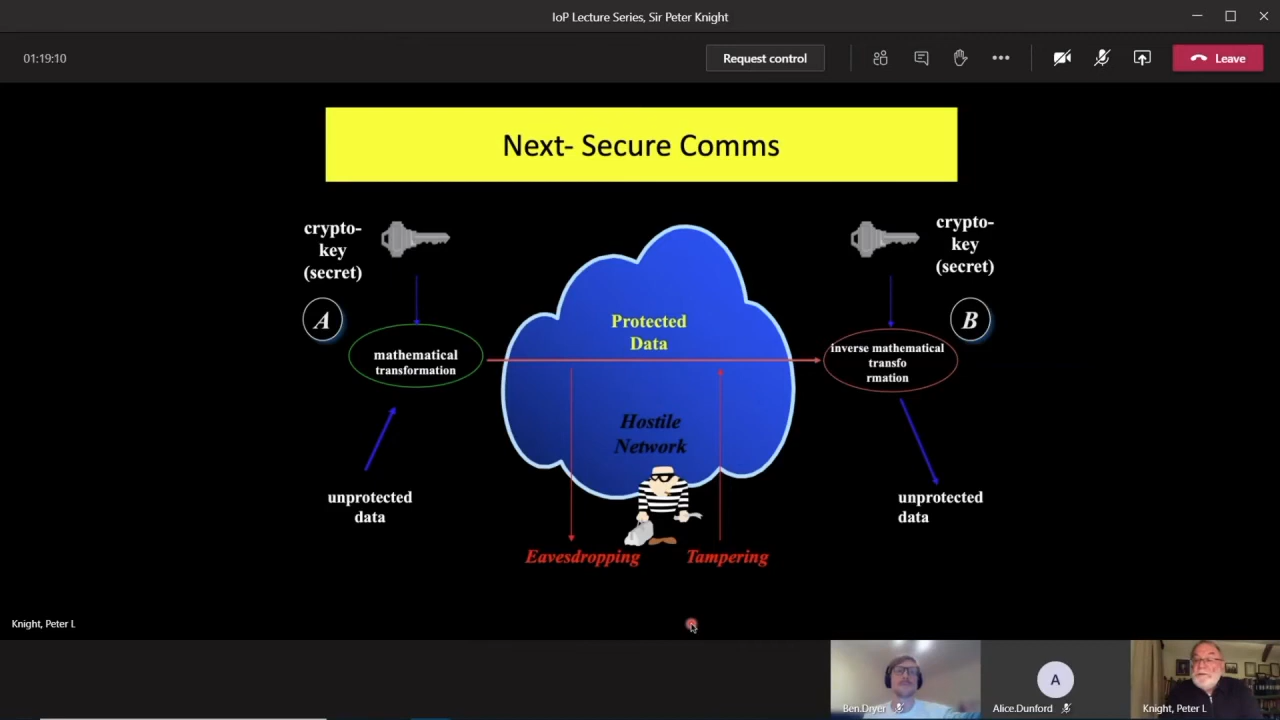 IoP Lecture Series, Sir Peter Knight
01:19:10
Request control
Leave
Next- Secure Comms
crypto-
key
(secret)
crypto-
key
(secret)
A
B
Protected
Data
mathematical
transformation
inverse mathematical
transfo
rmation
Hostile
Network
unprotected
data
unprotected
data
Eavesdropping
Tampering
Knight, Peter L
A
Ben.Dryer
Alice.Dunford
Knight, Peter L